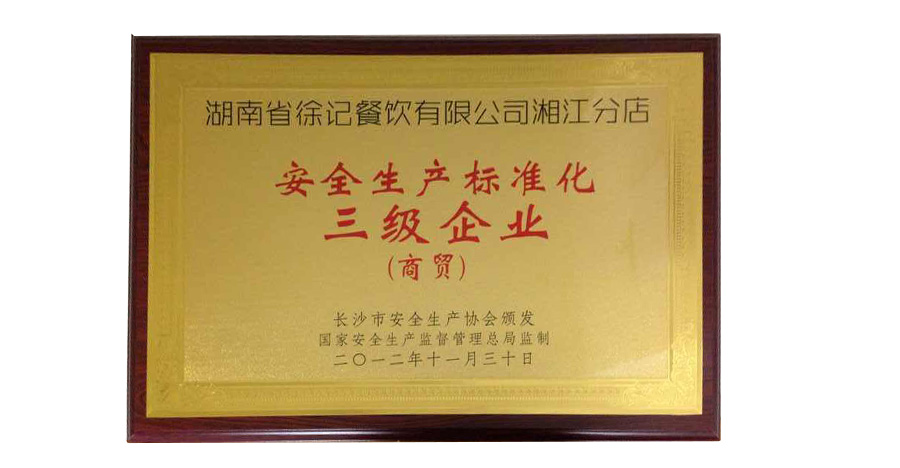 湖南省徐记餐饮有限公司湘江分店
安全生产标准化
三级企业
(商贸)
长沙市安全生产协会颁发
国家安全生产监督管理总局监制
二〇一二年十一月三十日